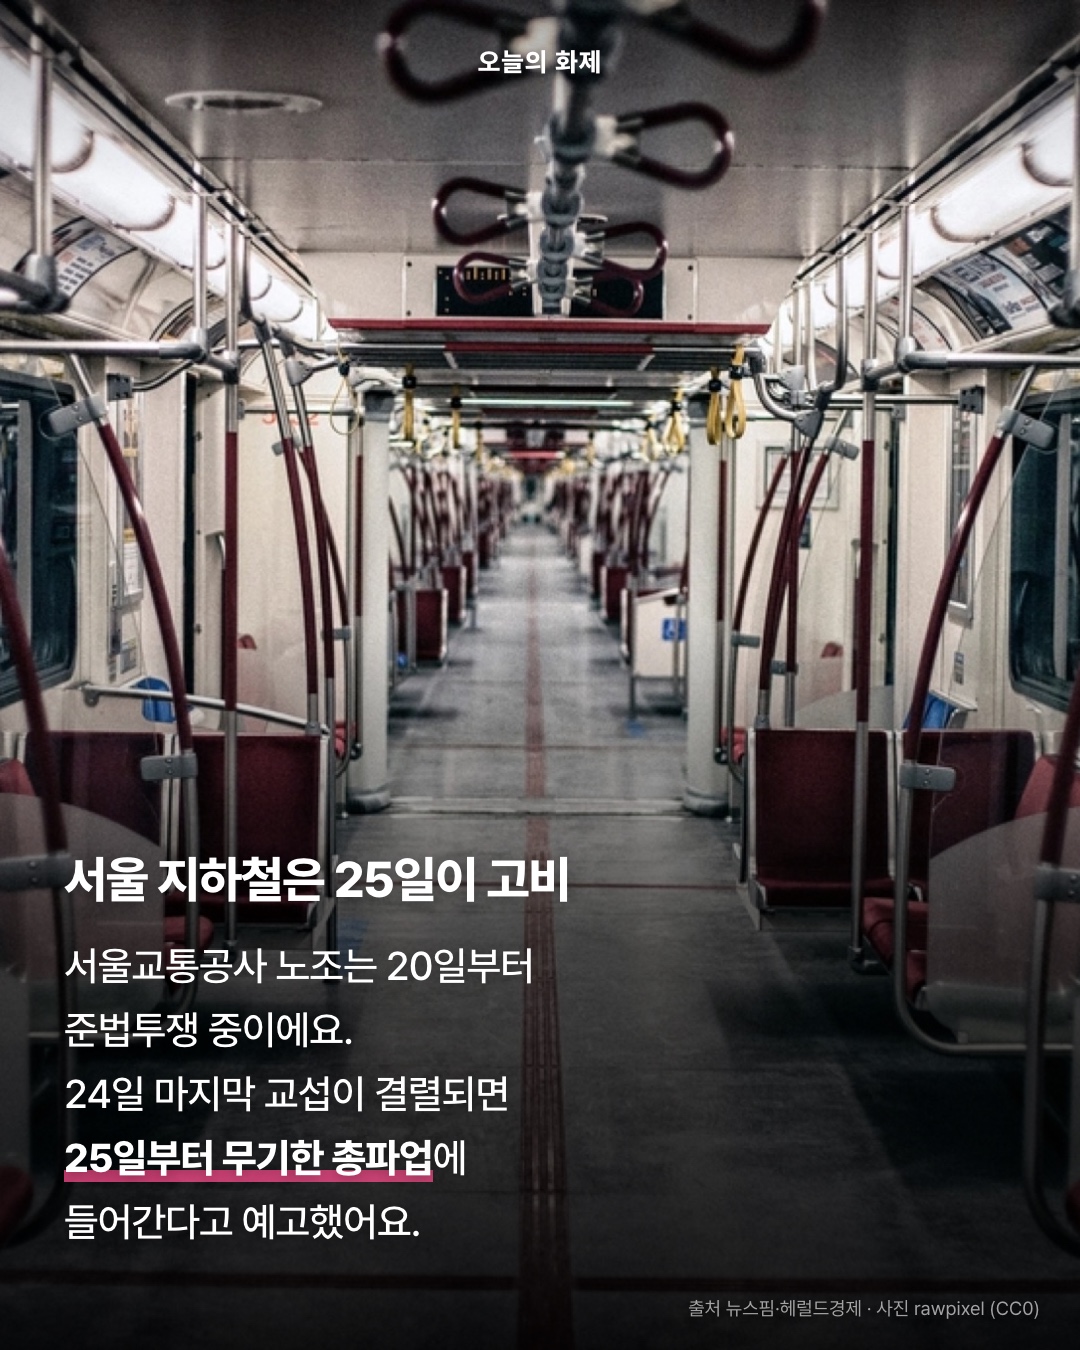 오늘의 화제
서울 지하철은 25일이 고비
서울교통공사 노조는 20일부터
준법투쟁 중이에요.
24일 마지막 교섭이 결렬되면
25일부터 무기한 총파업에
들어간다고 예고했어요.
출처 뉴스핌·헤럴드경제 · 사진 rawpixel (CC0)